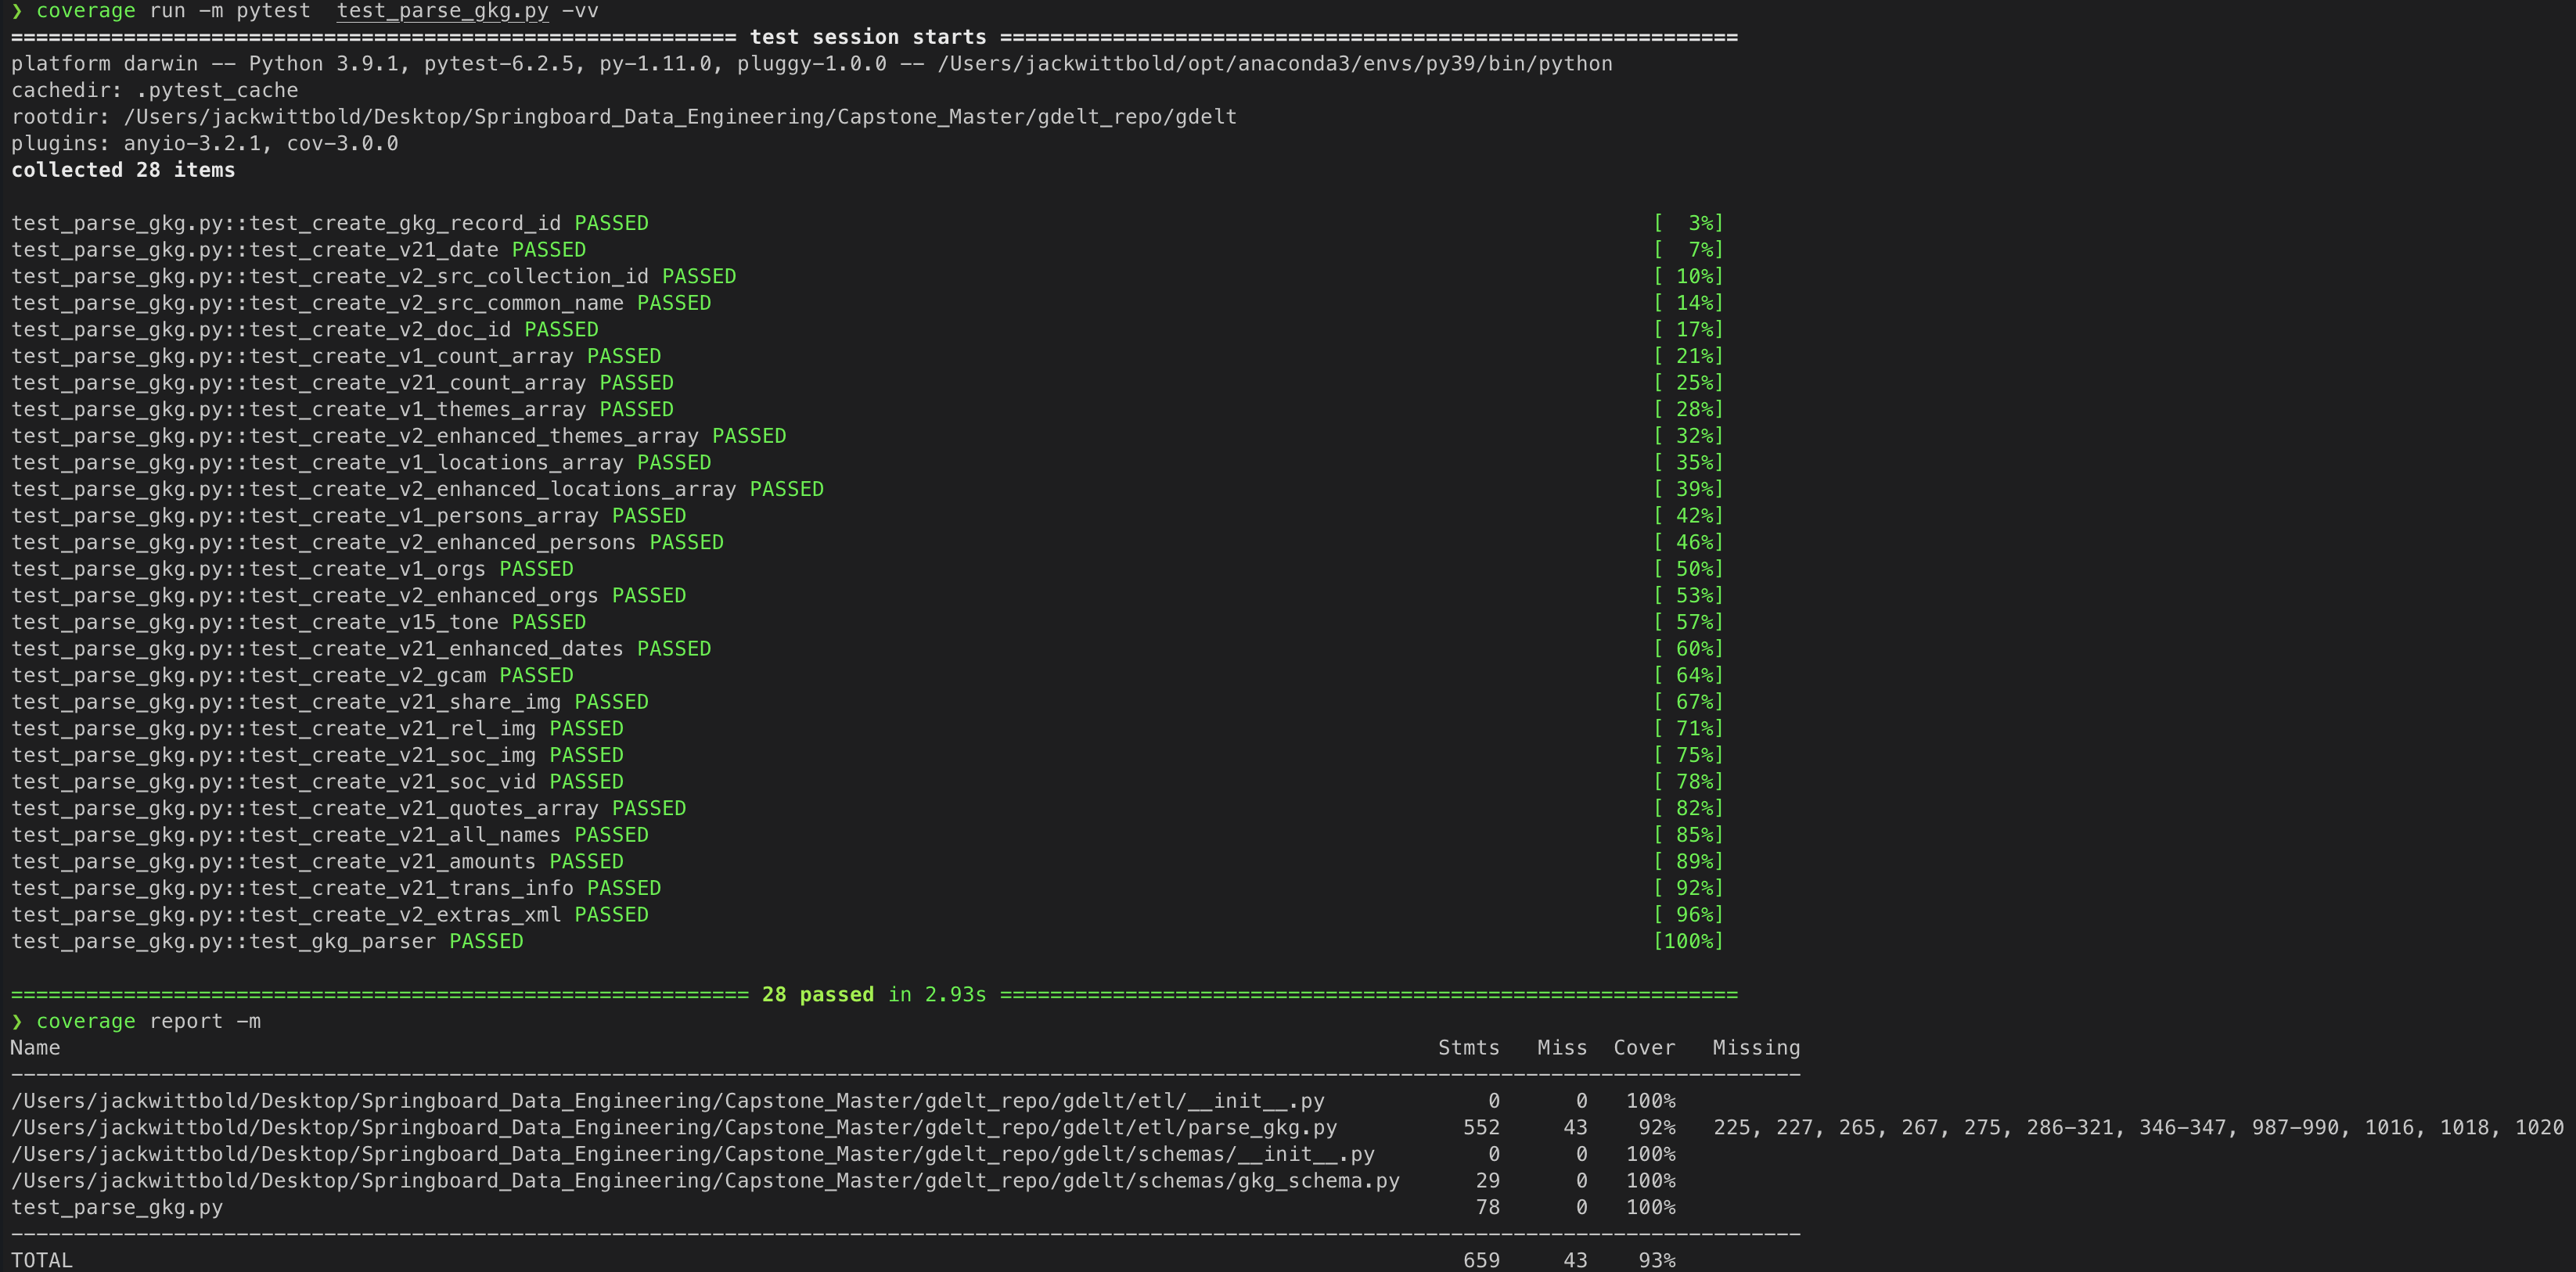 ❯ coverage run -m pytest  test_parse_gkg.py -vv
========================================================== test session starts ===========================================================
platform darwin -- Python 3.9.1, pytest-6.2.5, py-1.11.0, pluggy-1.0.0 -- /Users/jackwittbold/opt/anaconda3/envs/py39/bin/python
cachedir: .pytest_cache
rootdir: /Users/jackwittbold/Desktop/Springboard_Data_Engineering/Capstone_Master/gdelt_repo/gdelt
plugins: anyio-3.2.1, cov-3.0.0
collected 28 items
test_parse_gkg.py::test_create_gkg_record_id PASSED [  3%]
test_parse_gkg.py::test_create_v21_date PASSED [  7%]
test_parse_gkg.py::test_create_v2_src_collection_id PASSED [ 10%]
test_parse_gkg.py::test_create_v2_src_common_name PASSED [ 14%]
test_parse_gkg.py::test_create_v2_doc_id PASSED [ 17%]
test_parse_gkg.py::test_create_v1_count_array PASSED [ 21%]
test_parse_gkg.py::test_create_v21_count_array PASSED [ 25%]
test_parse_gkg.py::test_create_v1_themes_array PASSED [ 28%]
test_parse_gkg.py::test_create_v2_enhanced_themes_array PASSED [ 32%]
test_parse_gkg.py::test_create_v1_locations_array PASSED [ 35%]
test_parse_gkg.py::test_create_v2_enhanced_locations_array PASSED [ 39%]
test_parse_gkg.py::test_create_v1_persons_array PASSED [ 42%]
test_parse_gkg.py::test_create_v2_enhanced_persons PASSED [ 46%]
test_parse_gkg.py::test_create_v1_orgs PASSED [ 50%]
test_parse_gkg.py::test_create_v2_enhanced_orgs PASSED [ 53%]
test_parse_gkg.py::test_create_v15_tone PASSED [ 57%]
test_parse_gkg.py::test_create_v21_enhanced_dates PASSED [ 60%]
test_parse_gkg.py::test_create_v2_gcam PASSED [ 64%]
test_parse_gkg.py::test_create_v21_share_img PASSED [ 67%]
test_parse_gkg.py::test_create_v21_rel_img PASSED [ 71%]
test_parse_gkg.py::test_create_v21_soc_img PASSED [ 75%]
test_parse_gkg.py::test_create_v21_soc_vid PASSED [ 78%]
test_parse_gkg.py::test_create_v21_quotes_array PASSED [ 82%]
test_parse_gkg.py::test_create_v21_all_names PASSED [ 85%]
test_parse_gkg.py::test_create_v21_amounts PASSED [ 89%]
test_parse_gkg.py::test_create_v21_trans_info PASSED [ 92%]
test_parse_gkg.py::test_create_v2_extras_xml PASSED [ 96%]
test_parse_gkg.py::test_gkg_parser PASSED [100%]
=========================================================== 28 passed in 2.93s ===========================================================
❯ coverage report -m
Name Stmts Miss Cover Missing
-----------------------------------------------------------------------------------------------------------------------------------------------
/Users/jackwittbold/Desktop/Springboard_Data_Engineering/Capstone_Master/gdelt_repo/gdelt/etl/__init__.py 0 0 100%
/Users/jackwittbold/Desktop/Springboard_Data_Engineering/Capstone_Master/gdelt_repo/gdelt/etl/parse_gkg.py 552 43 92% 225, 227, 265, 267, 275, 286-321, 346-347, 987-990, 1016, 1018, 1020
/Users/jackwittbold/Desktop/Springboard_Data_Engineering/Capstone_Master/gdelt_repo/gdelt/schemas/__init__.py 0 0 100%
/Users/jackwittbold/Desktop/Springboard_Data_Engineering/Capstone_Master/gdelt_repo/gdelt/schemas/gkg_schema.py 29 0 100%
test_parse_gkg.py 78 0 100%
-----------------------------------------------------------------------------------------------------------------------------------------------
TOTAL 659 43 93%